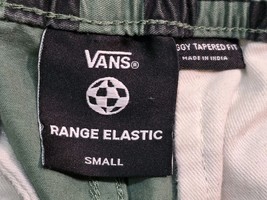 VANS®
RANGE ELASTIC
SMALL
GGY TAPERED FIT
MADE IN INDIA